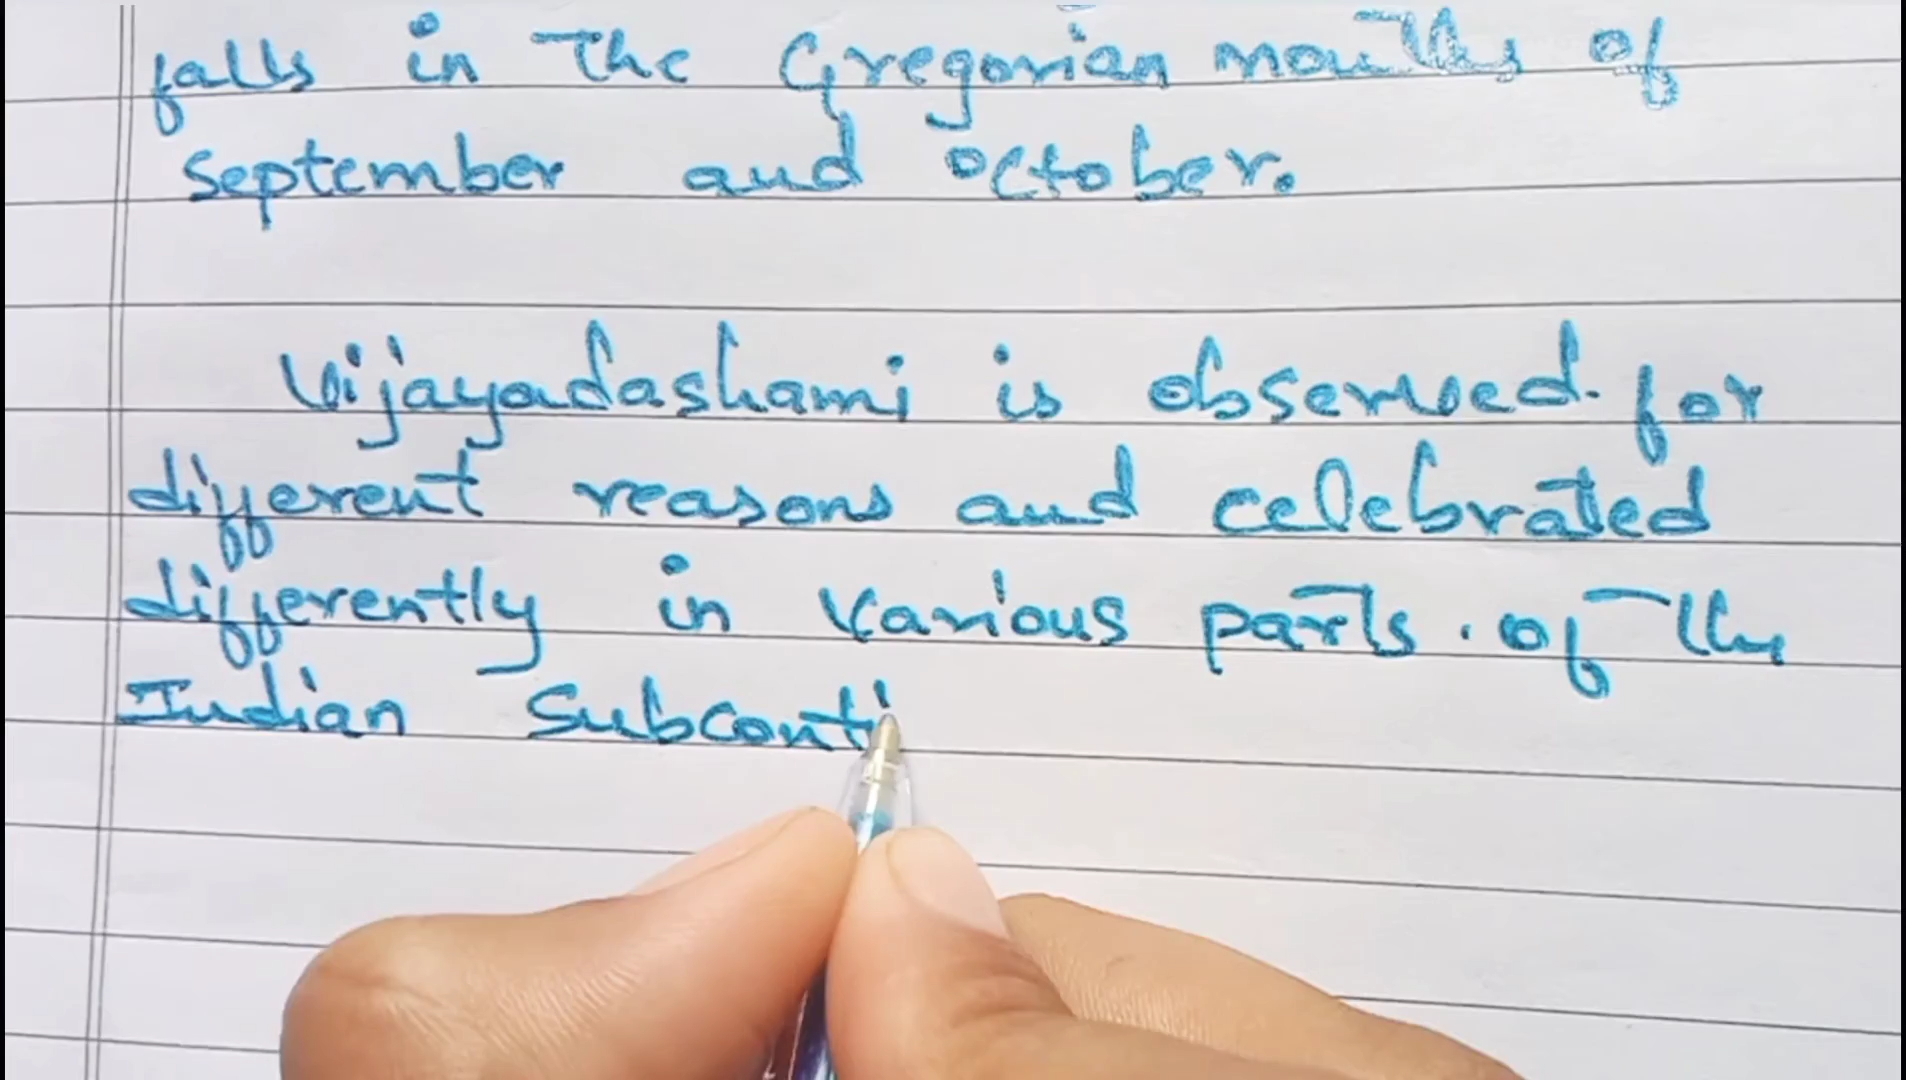 falls in the Gregorian months of
September and October.
Vijayadashami is observed for
different reasons and celebrated
differently in various parts of the
Indian Subconti